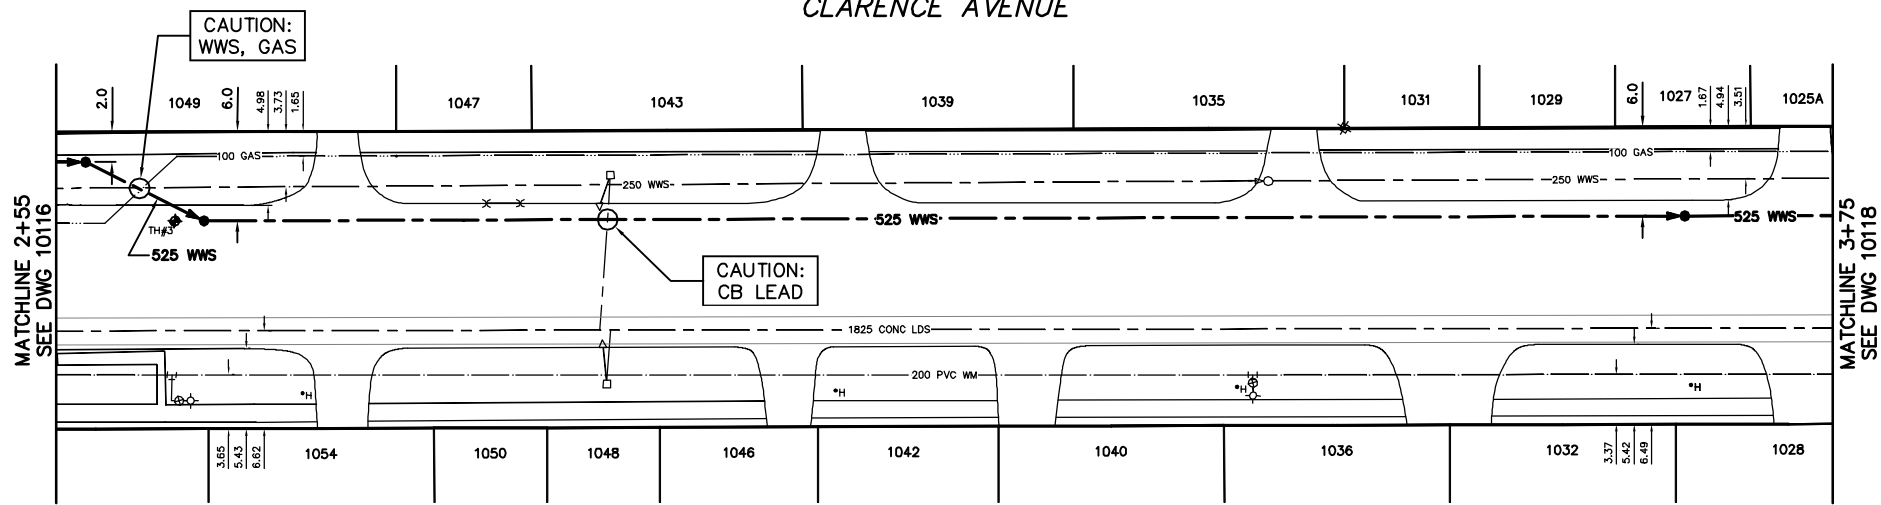 CLARENCE AVENUE
CAUTION:
WWS, GAS
2.0
1049
6.0
4.98
3.73
1.65
1047
1043
1039
1035
1031
1029
6.0
1027
1.67
4.94
3.51
1025A
100 GAS
100 GAS
250 WWS
250 WWS
MATCHLINE 2+55
SEE DWG 10116
TH#3
525 WWS
525 WWS
525 WWS
MATCHLINE 3+75
SEE DWG 10118
CAUTION:
CB LEAD
1825 CONC LDS
200 PVC WM
H
H
H
H
3.65
5.43
6.62
1054
1050
1048
1046
1042
1040
1036
1032
3.37
5.42
6.49
1028